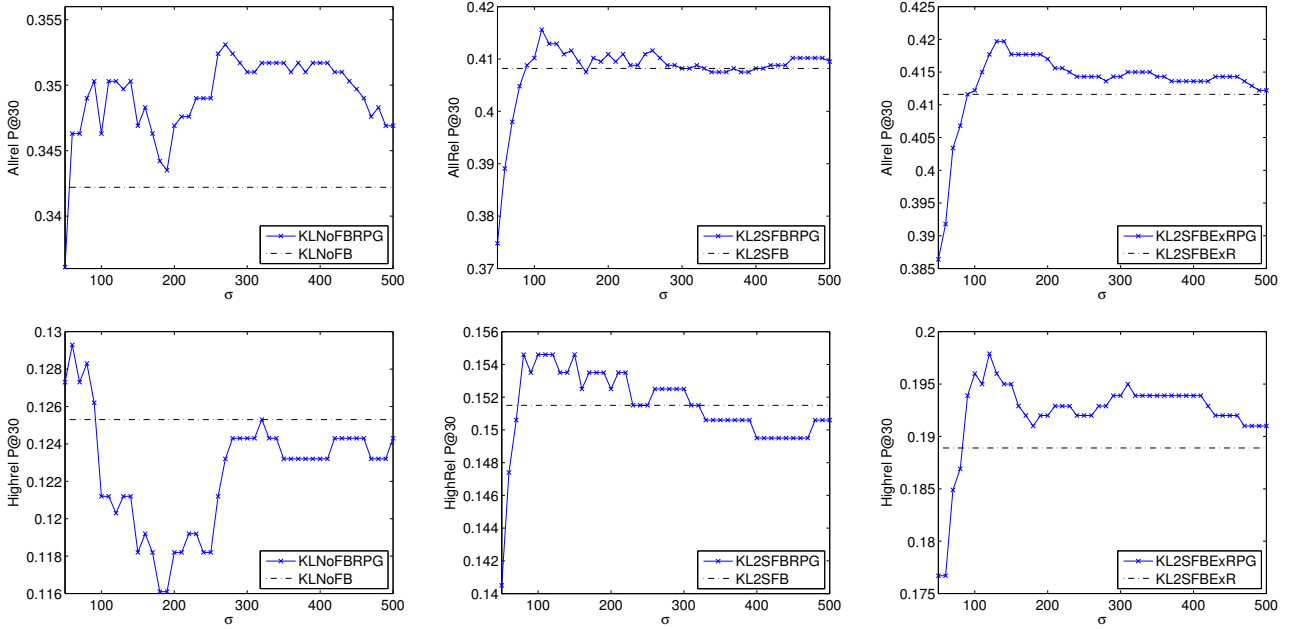 Allrel P@30
0.355
0.35
0.345
0.34
100 200 300 400 500
σ
KLNoFBRPG
KLNoFB
AllRel P@30
0.42
0.41
0.4
0.39
0.38
0.37
100 200 300 400 500
σ
KL2SFBRPG
KL2SFB
Allrel P@30
0.425
0.42
0.415
0.41
0.405
0.4
0.395
0.39
0.385
100 200 300 400 500
σ
KL2SFBExRPG
KL2SFBExR
Highrel P@30
0.13
0.128
0.126
0.124
0.122
0.12
0.118
0.116
100 200 300 400 500
σ
KLNoFBRPG
KLNoFB
HighRel P@30
0.156
0.154
0.152
0.15
0.148
0.146
0.144
0.142
0.14
100 200 300 400 500
σ
KL2SFBRPG
KL2SFB
Highrel P@30
0.2
0.195
0.19
0.185
0.18
0.175
100 200 300 400 500
σ
KL2SFBExRPG
KL2SFBExR